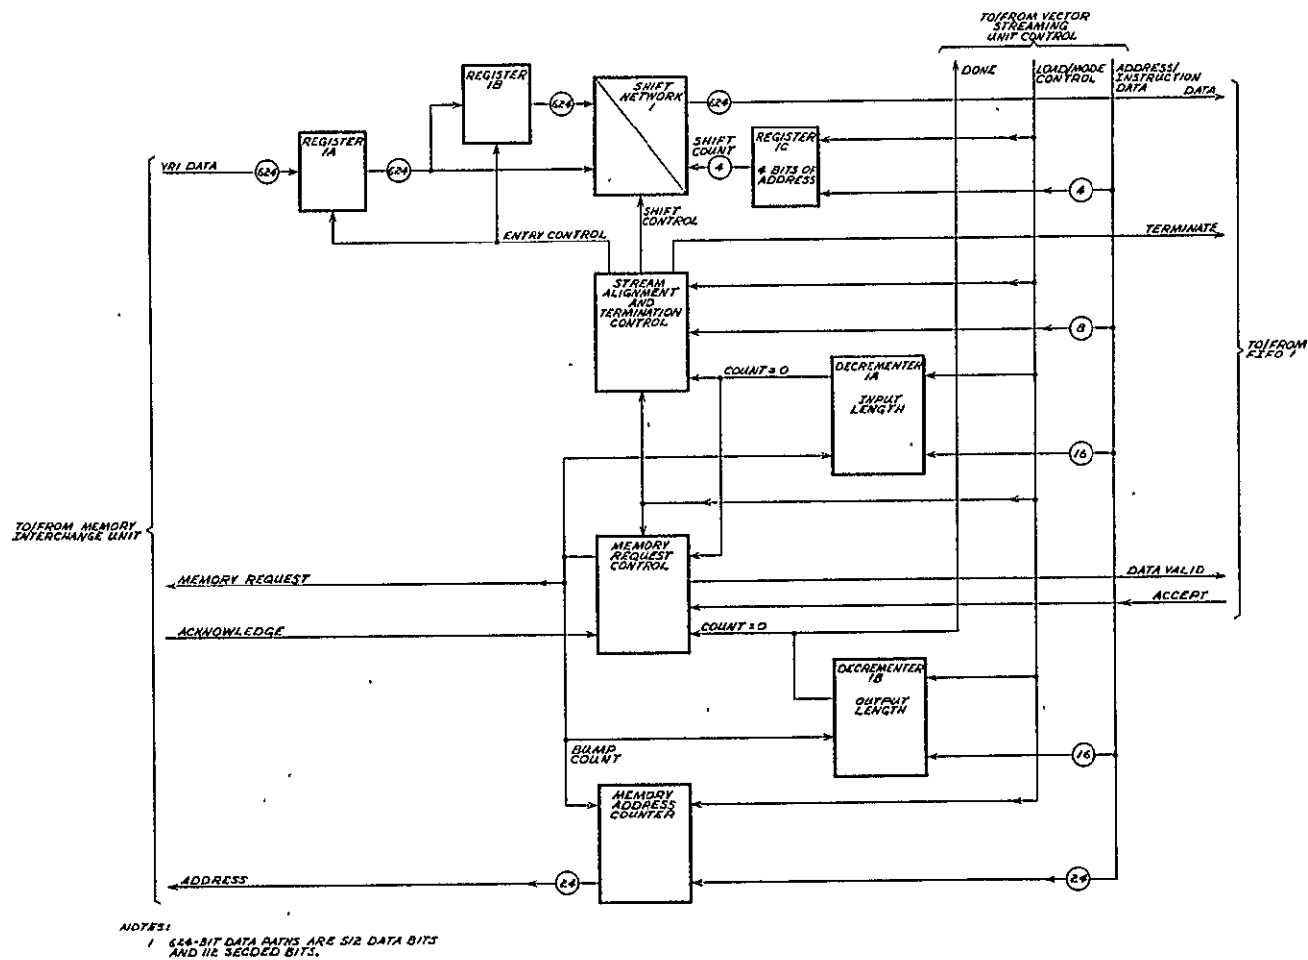 TO/FROM VECTOR
STREAMING
UNIT CONTROL
DONE
LOAD/MODE
CONTROL
ADDRESS/
INSTRUCTION
DATA
DATA
REGISTER
1B
624
SHIFT
NETWORK
1
624
REGISTER
1A
YR1 DATA
624
624
SHIFT
COUNT
4
REGISTER
1C
4 BITS OF
ADDRESS
4
SHIFT
CONTROL
ENTRY CONTROL
TERMINATE
STREAM
ALIGNMENT
AND
TERMINATION
CONTROL
8
TO/FROM
FIFO 1
COUNT = 0
DECREMENTER
1A
INPUT
LENGTH
16
TO/FROM MEMORY
INTERCHANGE UNIT
MEMORY
REQUEST
CONTROL
MEMORY REQUEST
DATA VALID
ACCEPT
ACKNOWLEDGE
COUNT = 0
DECREMENTER
1B
OUTPUT
LENGTH
BUMP
COUNT
16
MEMORY
ADDRESS
COUNTER
ADDRESS
24
24
NOTES:
1 624-BIT DATA PATHS ARE 512 DATA BITS
AND 112 SECDED BITS.